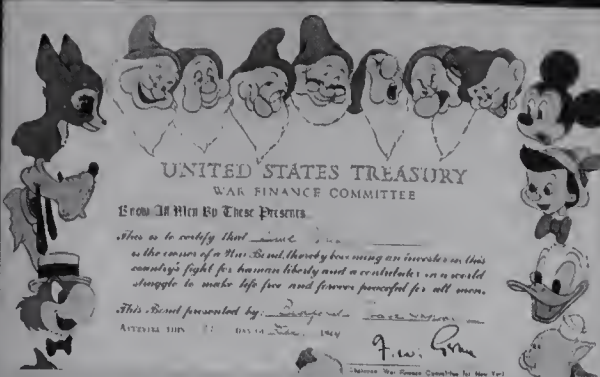 UNITED STATES TREASURY
WAR FINANCE COMMITTEE
Know All Men By These Presents
This is to certify that
is the owner of a War Bond, thereby becoming an investor in this
country's fight for human liberty and a contributor in a world
struggle to make life free and forever peaceful for all men.
This Bond presented by:
THIS DAY OF
Chairman War Finance Committee for New York